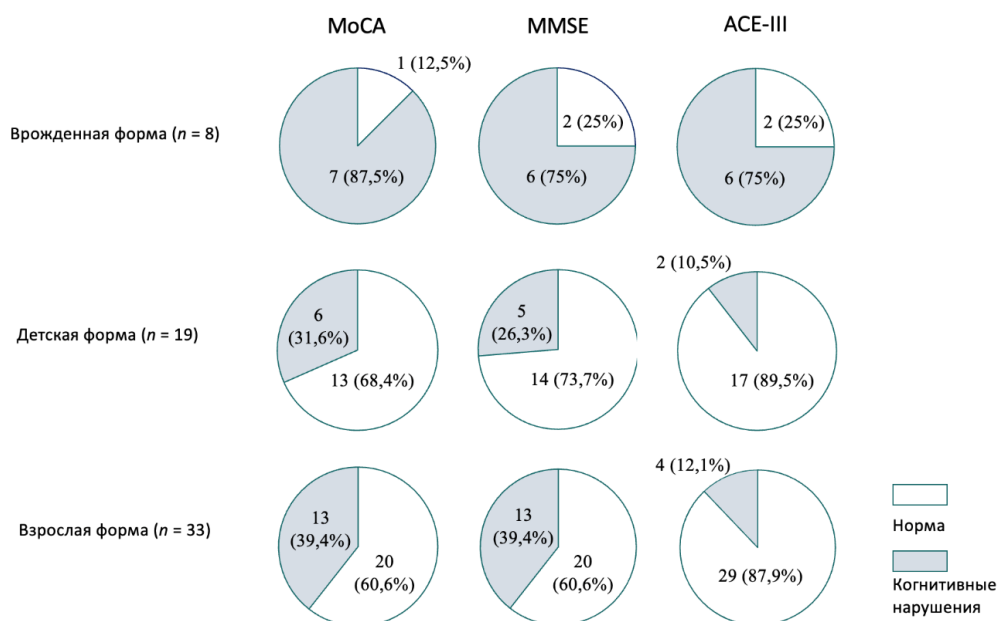 MoCA
MMSE
ACE-III
Врожденная форма (n = 8)
1 (12,5%)
7 (87,5%)
2 (25%)
6 (75%)
2 (25%)
6 (75%)
Детская форма (n = 19)
6
(31,6%)
13 (68,4%)
5
(26,3%)
14 (73,7%)
2 (10,5%)
17 (89,5%)
Взрослая форма (n = 33)
13
(39,4%)
20
(60,6%)
13
(39,4%)
20
(60,6%)
4 (12,1%)
29 (87,9%)
Норма
Когнитивные
нарушения